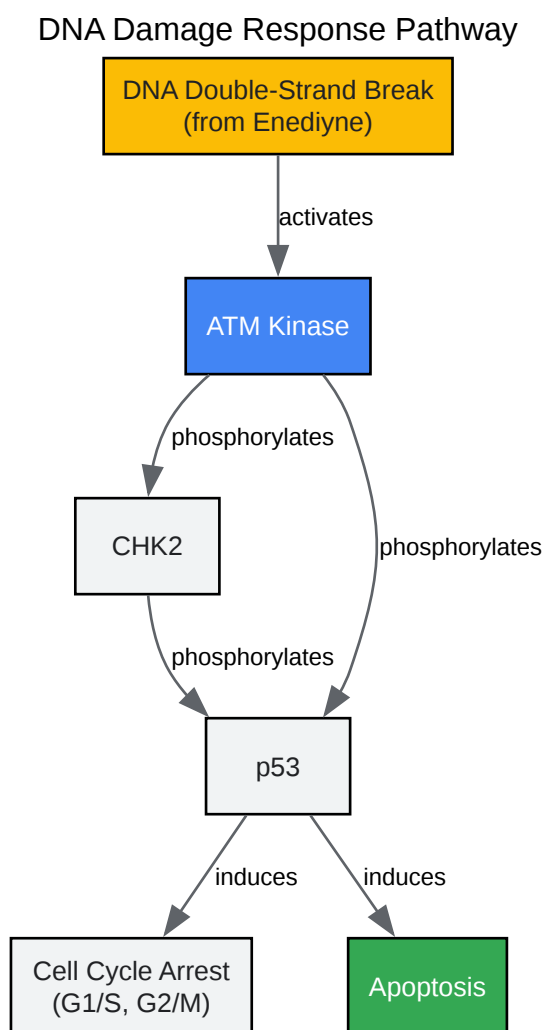 DNA Damage Response Pathway
DNA Double-Strand Break
(from Enediyne)
activates
ATM Kinase
phosphorylates
CHK2
phosphorylates
phosphorylates
p53
induces
induces
Cell Cycle Arrest
(G1/S, G2/M)
Apoptosis